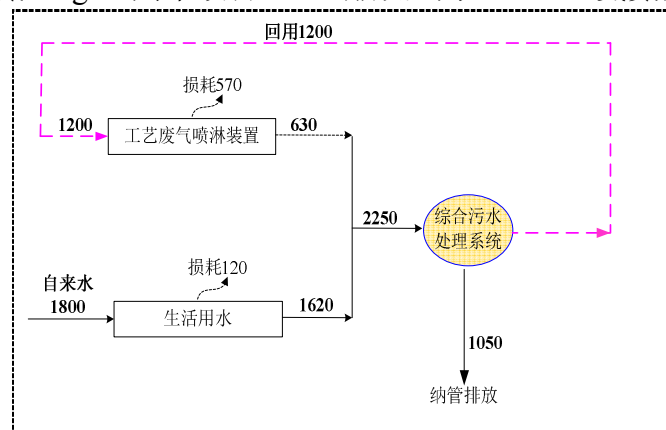 回用1200
损耗570
1200
工艺废气喷淋装置
630
综合污水
处理系统
2250
损耗120
自来水
1800
生活用水
1620
1050
纳管排放